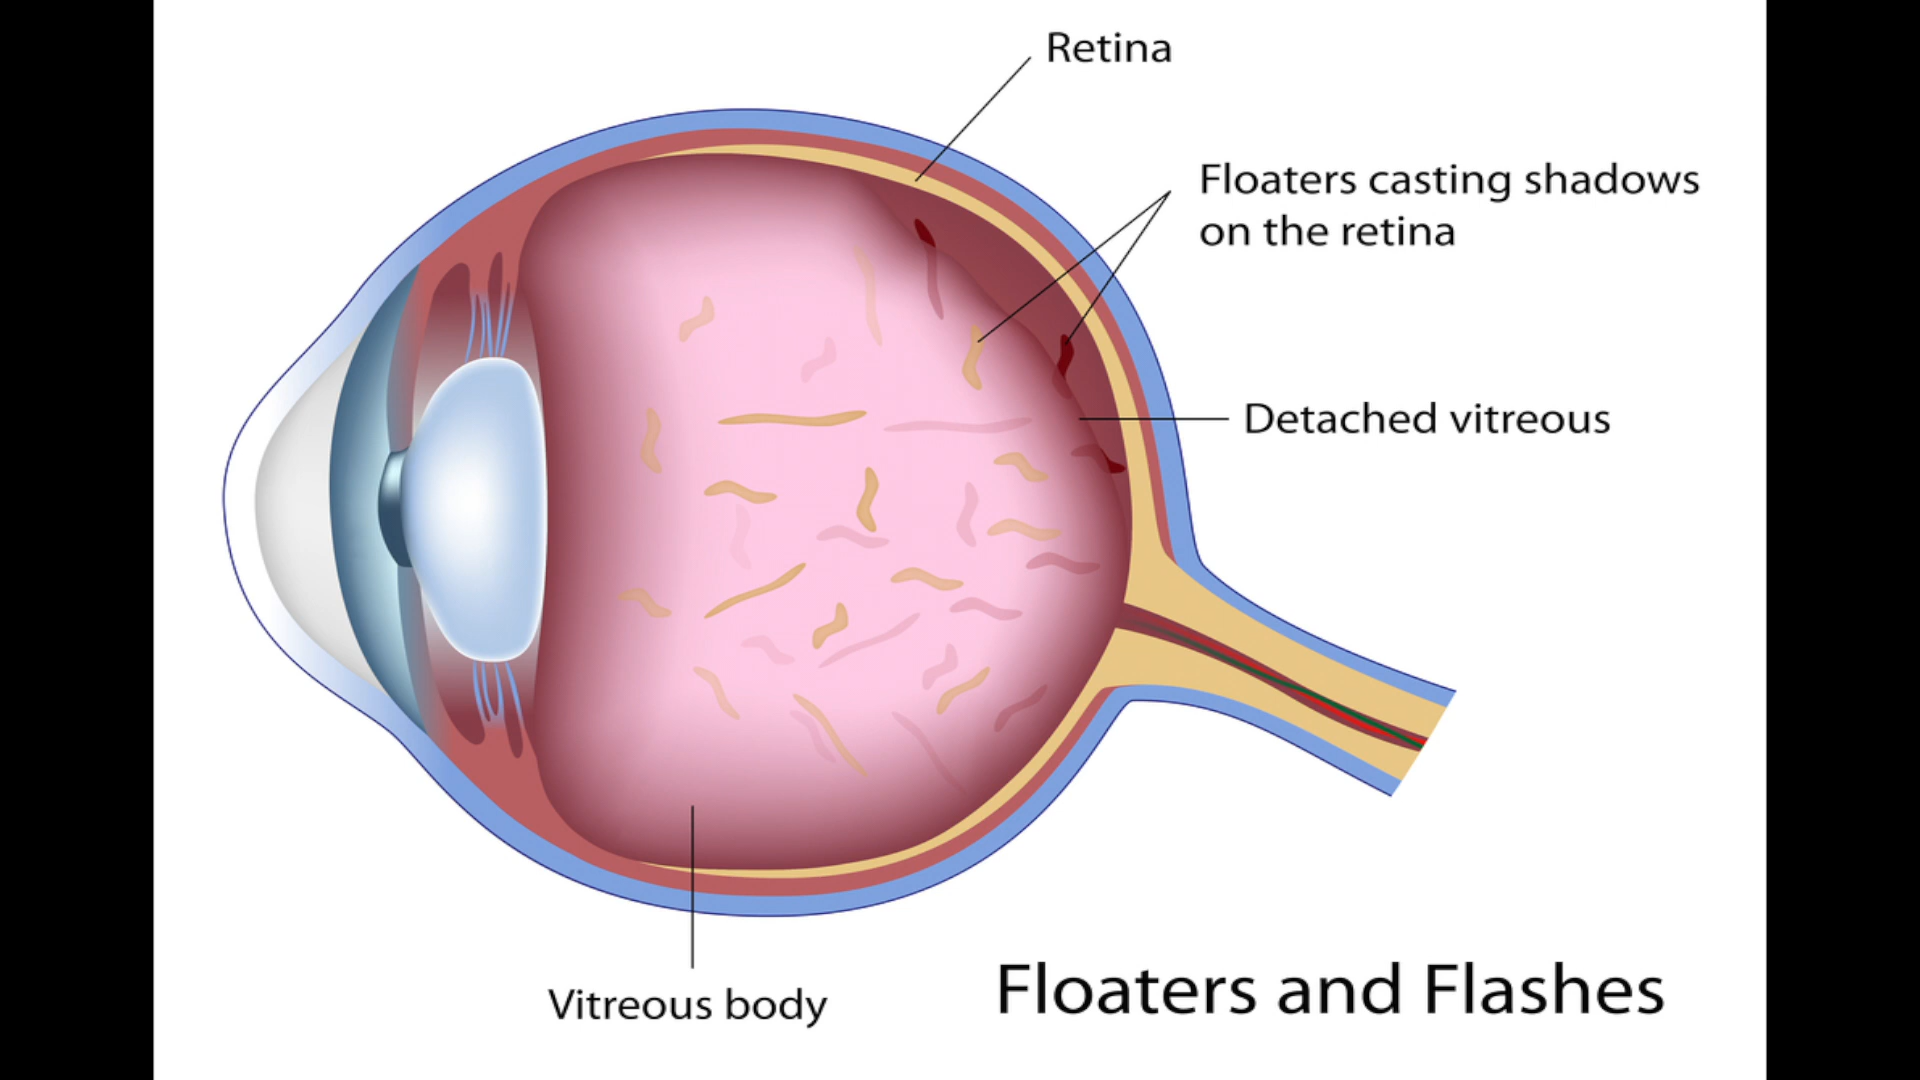 Retina
Floaters casting shadows
on the retina
Detached vitreous
Vitreous body
Floaters and Flashes